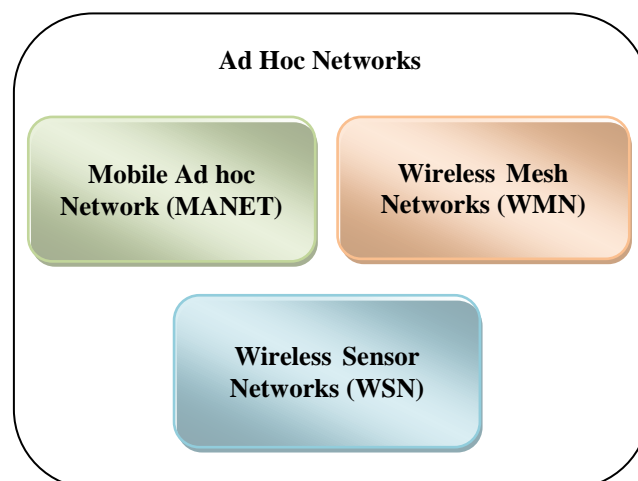 Ad Hoc Networks
Mobile Ad hoc
Network (MANET)
Wireless Mesh
Networks (WMN)
Wireless Sensor
Networks (WSN)